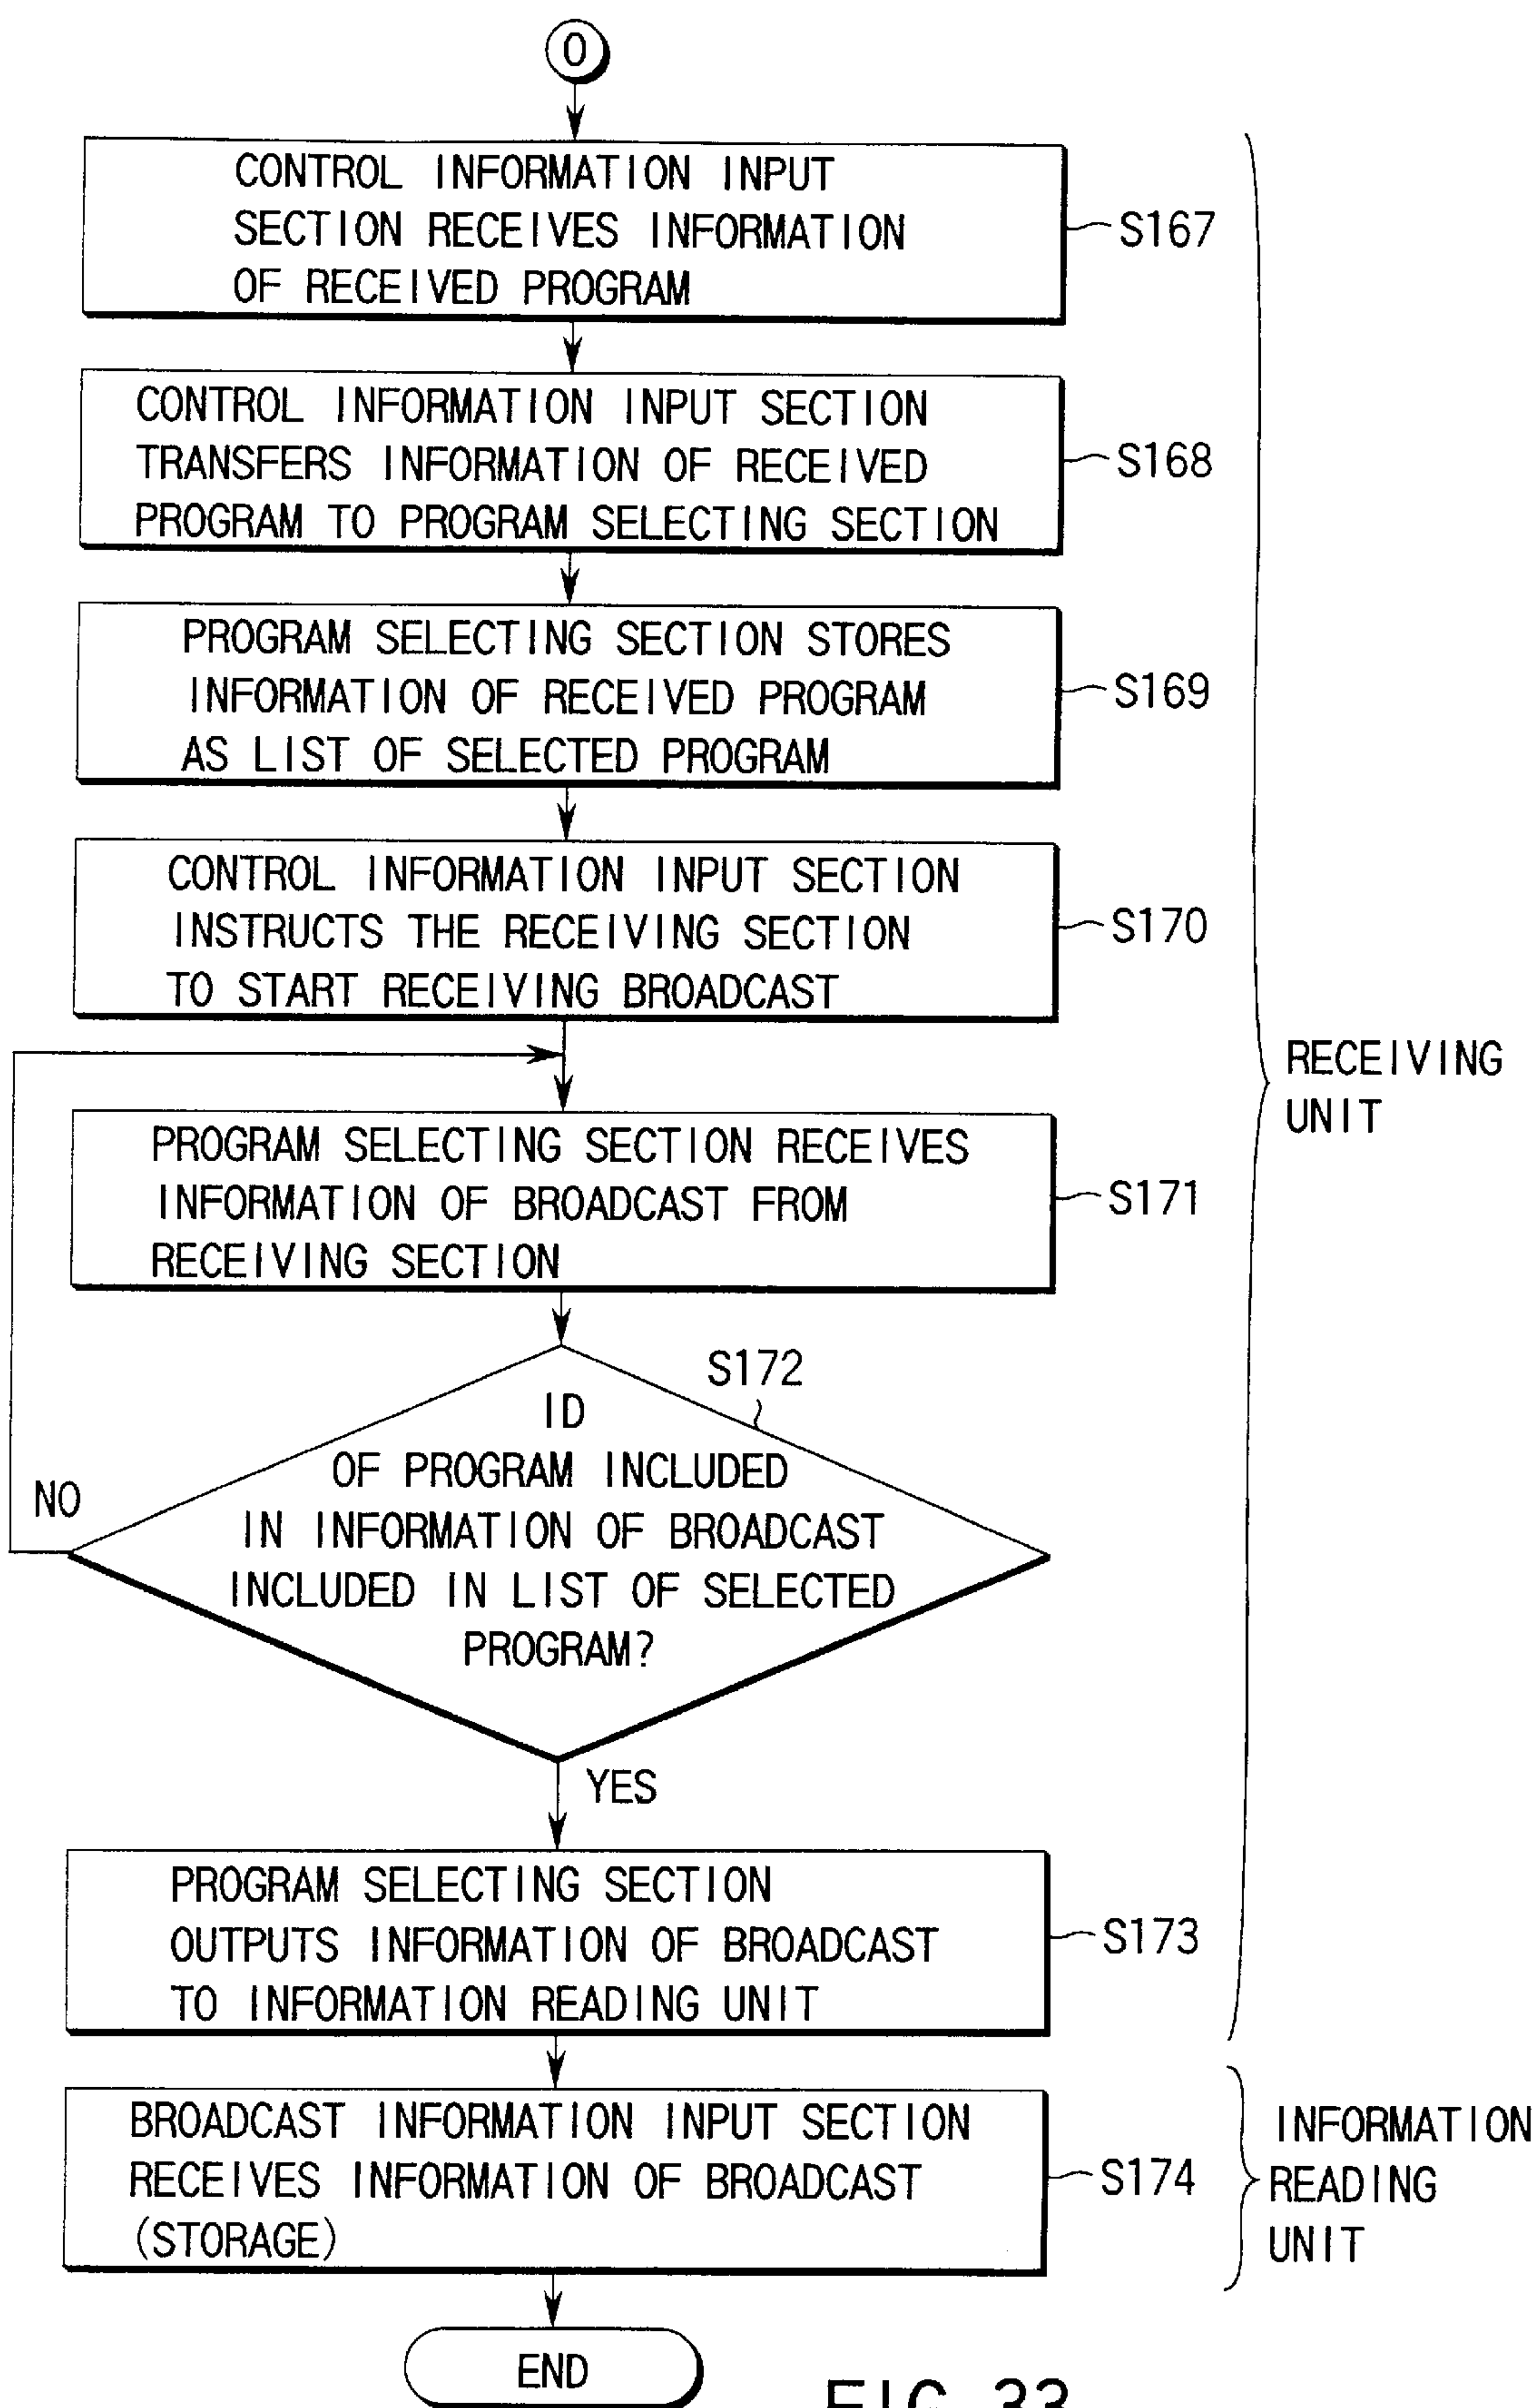 O
CONTROL INFORMATION INPUT
SECTION RECEIVES INFORMATION
OF RECEIVED PROGRAM
S167
CONTROL INFORMATION INPUT SECTION
TRANSFERS INFORMATION OF RECEIVED
PROGRAM TO PROGRAM SELECTING SECTION
S168
PROGRAM SELECTING SECTION STORES
INFORMATION OF RECEIVED PROGRAM
AS LIST OF SELECTED PROGRAM
S169
CONTROL INFORMATION INPUT SECTION
INSTRUCTS THE RECEIVING SECTION
TO START RECEIVING BROADCAST
S170
RECEIVING
UNIT
PROGRAM SELECTING SECTION RECEIVES
INFORMATION OF BROADCAST FROM
RECEIVING SECTION
S171
S172
ID
OF PROGRAM INCLUDED
IN INFORMATION OF BROADCAST
INCLUDED IN LIST OF SELECTED
PROGRAM?
NO
YES
PROGRAM SELECTING SECTION
OUTPUTS INFORMATION OF BROADCAST
TO INFORMATION READING UNIT
S173
BROADCAST INFORMATION INPUT SECTION
RECEIVES INFORMATION OF BROADCAST
(STORAGE)
S174
INFORMATION
READING
UNIT
END
FIG. 33